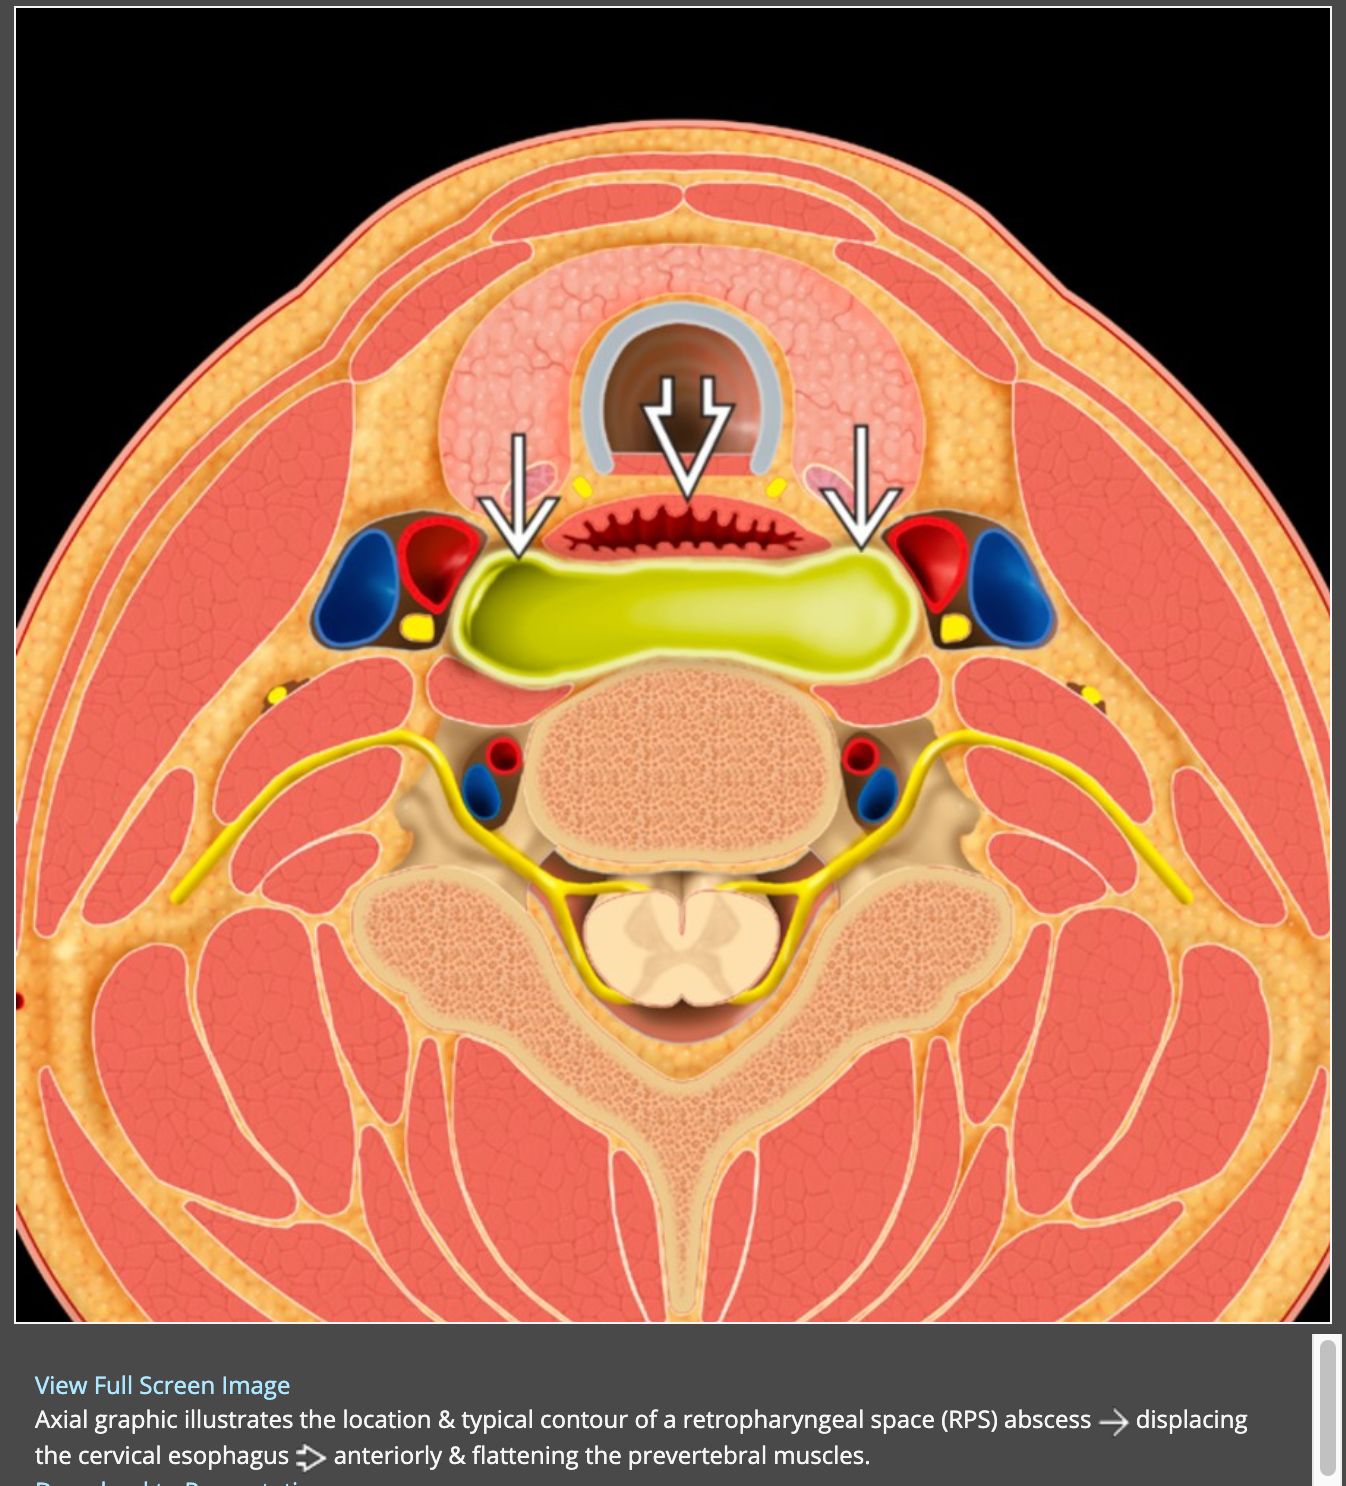 View Full Screen Image
Axial graphic illustrates the location & typical contour of a retropharyngeal space (RPS) abscess → displacing
the cervical esophagus ⇨ anteriorly & flattening the prevertebral muscles.